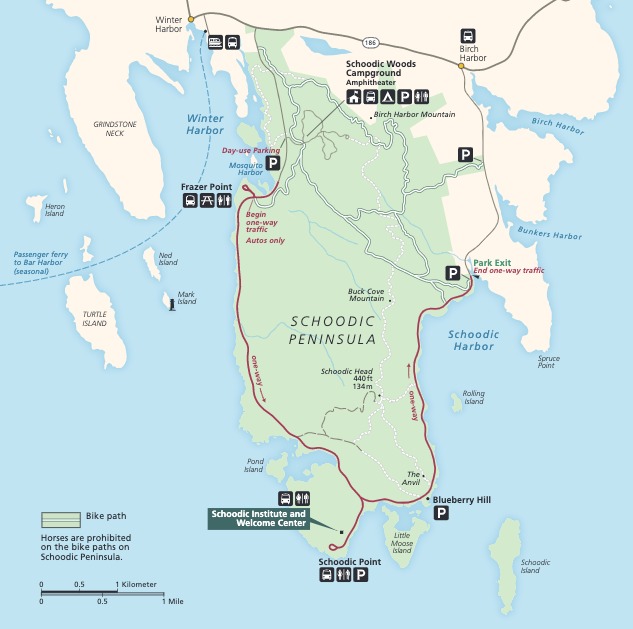 Winter
Harbor
186
Birch
Harbor
Schoodic Woods
Campground
Amphitheater
P
Birch Harbor Mountain
GRINDSTONE
NECK
Winter
Harbor
Birch Harbor
Day-use Parking
P
Mosquito
Harbor
P
Frazer Point
Heron
Island
Begin
one-way
traffic
Autos only
Bunkers Harbor
Passenger ferry
to Bar Harbor
(seasonal)
Ned
Island
Park Exit
End one-way traffic
P
Mark
Island
Buck Cove
Mountain
TURTLE
ISLAND
SCHOODIC
PENINSULA
Schoodic
Harbor
Spruce
Point
one-way
Schoodic Head
440 ft
134 m
one-way
Rolling
Island
Pond
Island
The
Anvil
Blueberry Hill
P
Schoodic Institute and
Welcome Center
Little
Moose
Island
Schoodic Point
P
Schoodic
Island
Bike path
Horses are prohibited
on the bike paths on
Schoodic Peninsula.
0 0.5 1 Kilometer
0 0.5 1 Mile